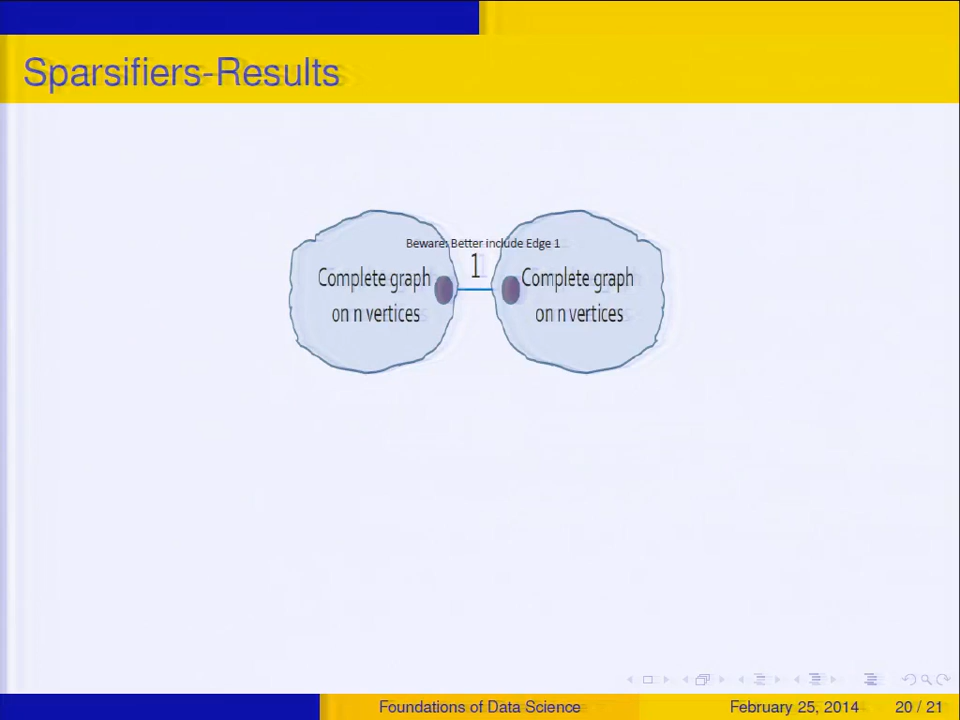 Sparsifiers-Results
Beware: Better include Edge 1
1
Complete graph
on n vertices
Complete graph
on n vertices
Foundations of Data Science
February 25, 2014
20 / 21